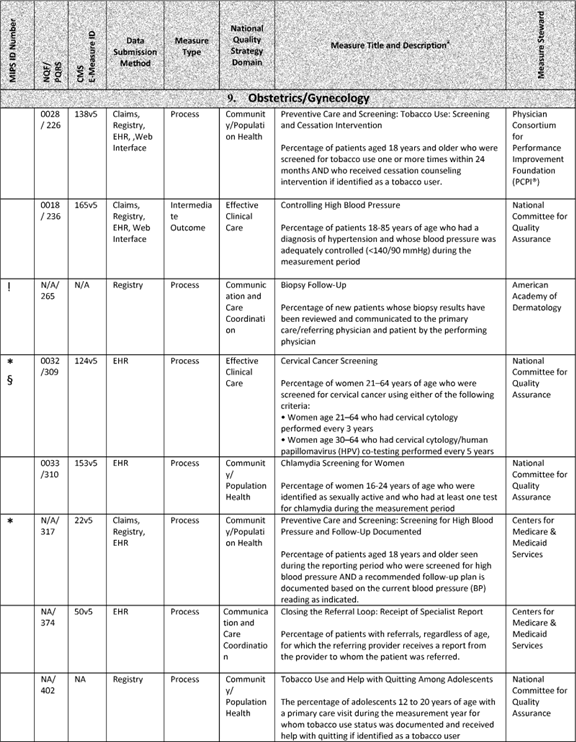 MIPS ID Number
NQF/
PQRS
CMS
E-Measure ID
Data
Submission
Method
Measure
Type
National
Quality
Strategy
Domain
Measure Title and Description
Measure Steward
9. Obstetrics/Gynecology
0028
/ 226
138v5
Claims,
Registry,
EHR, ,Web
Interface
Process
Communit
y/Populati
on Health
Preventive Care and Screening: Tobacco Use: Screening
and Cessation Intervention
Percentage of patients aged 18 years and older who were
screened for tobacco use one or more times within 24
months AND who received cessation counseling
intervention if identified as a tobacco user.
Physician
Consortium
for
Performance
Improvement
Foundation
(PCPI®)
0018
/ 236
165v5
Claims,
Registry,
EHR, Web
Interface
Intermedia
te
Outcome
Effective
Clinical
Care
Controlling High Blood Pressure
Percentage of patients 18-85 years of age who had a
diagnosis of hypertension and whose blood pressure was
adequately controlled (<140/90 mmHg) during the
measurement period
National
Committee for
Quality
Assurance
!
N/A/
265
N/A
Registry
Process
Communic
ation and
Care
Coordinati
on
Biopsy Follow-Up
Percentage of new patients whose biopsy results have
been reviewed and communicated to the primary
care/referring physician and patient by the performing
physician
American
Academy of
Dermatology
*
§
0032
/309
124v5
EHR
Process
Effective
Clinical
Care
Cervical Cancer Screening
Percentage of women 21–64 years of age who were
screened for cervical cancer using either of the following
criteria:
• Women age 21–64 who had cervical cytology
performed every 3 years
• Women age 30–64 who had cervical cytology/human
papillomavirus (HPV) co-testing performed every 5 years
National
Committee for
Quality
Assurance
0033
/310
153v5
EHR
Process
Communit
y/
Population
Health
Chlamydia Screening for Women
Percentage of women 16-24 years of age who were
identified as sexually active and who had at least one test
for chlamydia during the measurement period
National
Committee for
Quality
Assurance
*
N/A/
317
22v5
Claims,
Registry,
EHR
Process
Communit
y/Populati
on Health
Preventive Care and Screening: Screening for High Blood
Pressure and Follow-Up Documented
Percentage of patients aged 18 years and older seen
during the reporting period who were screened for high
blood pressure AND a recommended follow-up plan is
documented based on the current blood pressure (BP)
reading as indicated.
Centers for
Medicare &
Medicaid
Services
NA/
374
50v5
EHR
Process
Communica
tion and
Care
Coordinatio
n
Closing the Referral Loop: Receipt of Specialist Report
Percentage of patients with referrals, regardless of age,
for which the referring provider receives a report from
the provider to whom the patient was referred.
Centers for
Medicare &
Medicaid
Services
NA/
402
NA
Registry
Process
Communit
y/
Population
Health
Tobacco Use and Help with Quitting Among Adolescents
The percentage of adolescents 12 to 20 years of age with
a primary care visit during the measurement year for
whom tobacco use status was documented and received
help with quitting if identified as a tobacco user
National
Committee for
Quality
Assurance